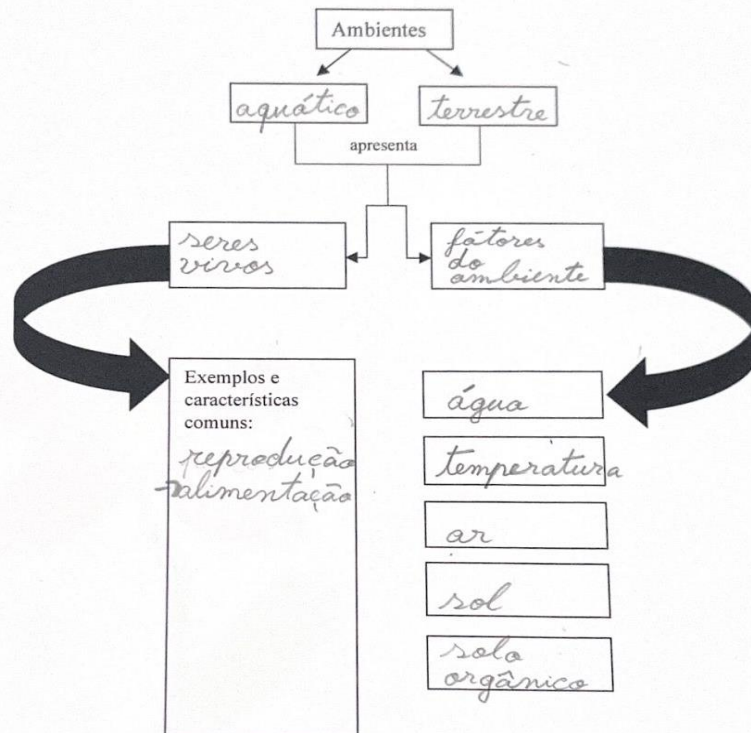 Ambientes
aquático
terrestre
apresenta
seres
vivos
fatores
do
ambiente
Exemplos e
características
comuns:
reprodução
alimentação
água
temperatura
ar
sol
solo
orgânico